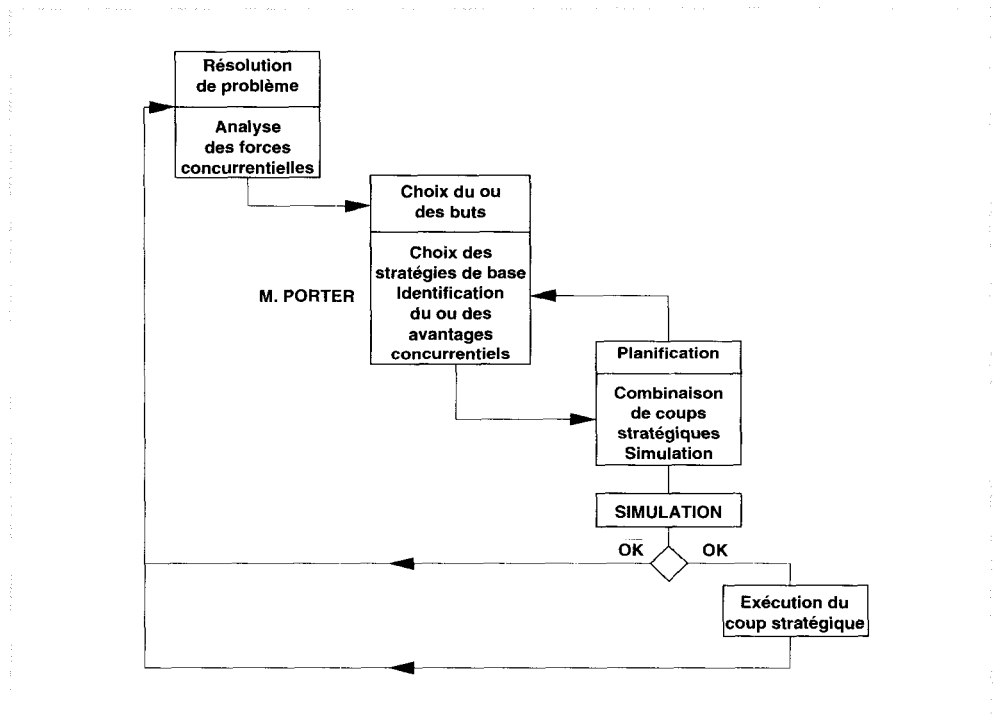 Résolution
de problème
Analyse
des forces
concurrentielles
Choix du ou
des buts
Choix des
stratégies de base
Identification
du ou des
avantages
concurrentiels
M. PORTER
Planification
Combinaison
de coups
stratégiques
Simulation
SIMULATION
O̅K̅ OK
Exécution du
coup stratégique